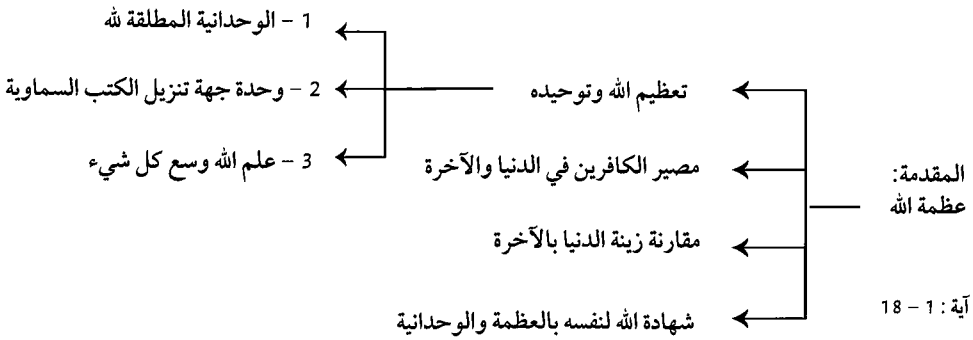 المقدمة:
عظمة الله
آية : 1 – 18
تعظيم الله وتوحيده
1 – الوحدانية المطلقة لله
2 – وحدة جهة تنزيل الكتب السماوية
3 – علم الله وسع كل شيء
مصير الكافرين في الدنيا والآخرة
مقارنة زينة الدنيا بالآخرة
شهادة الله لنفسه بالعظمة والوحدانية